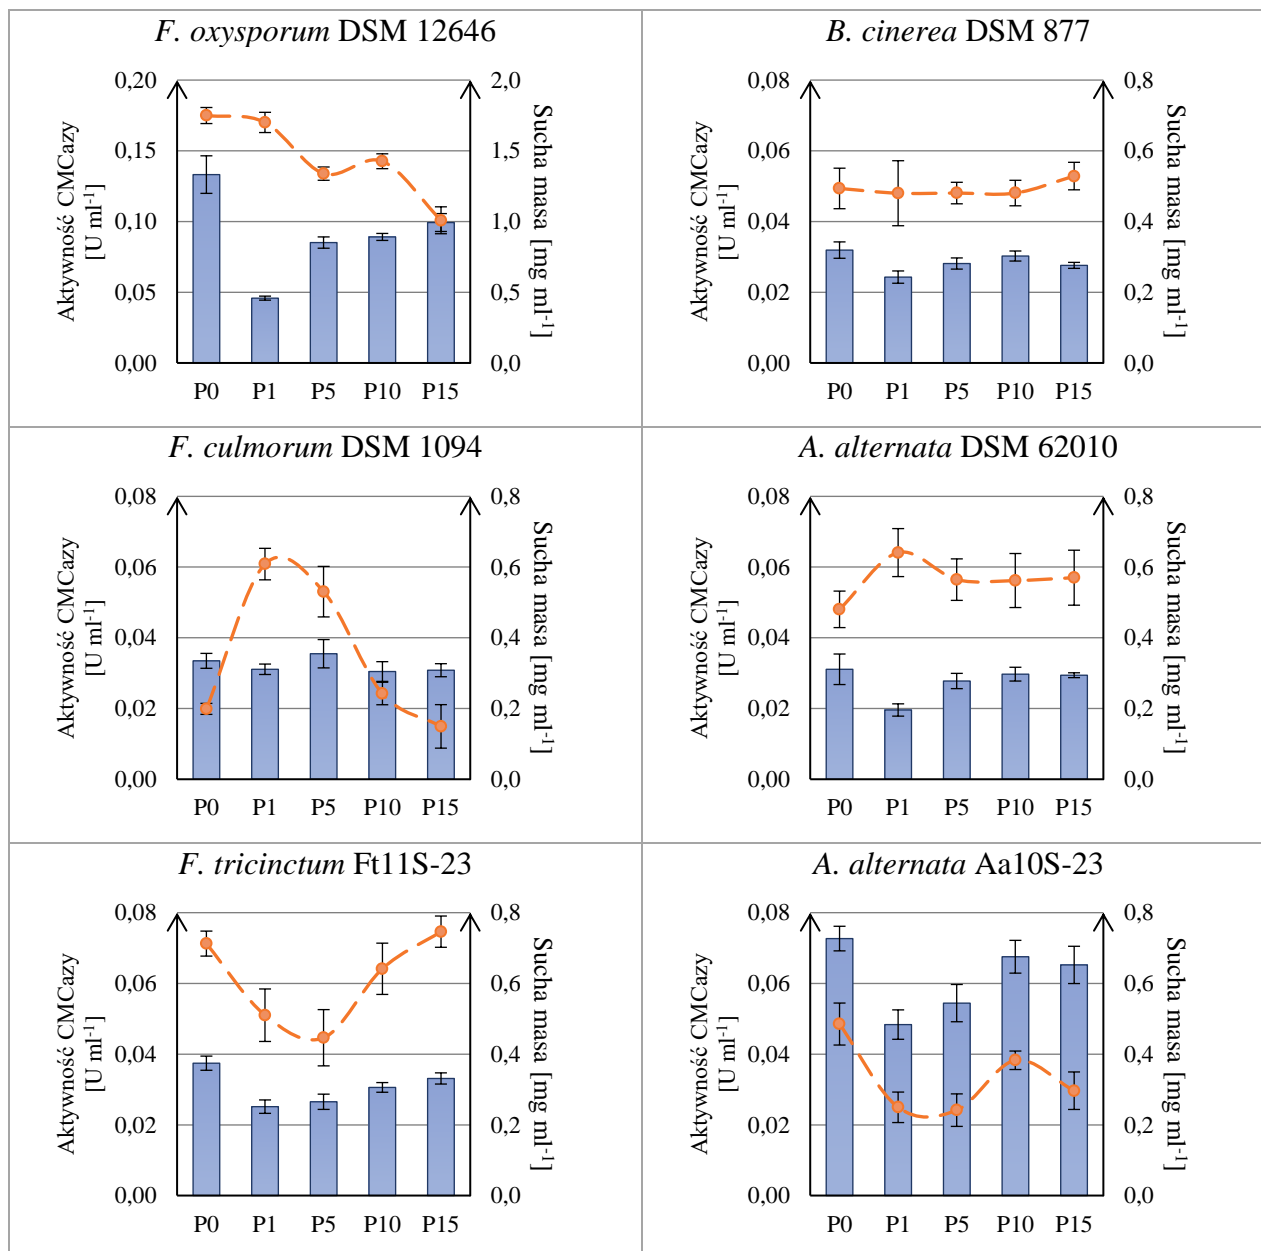 F. oxysporum DSM 12646
0,20
0,15
0,10
0,05
0,00
Aktywność CMCazy
[U ml⁻¹]
2,0
1,5
1,0
0,5
0,0
Sucha masa [mg ml⁻¹]
P0 P1 P5 P10 P15
B. cinerea DSM 877
0,08
0,06
0,04
0,02
0,00
Aktywność CMCazy
[U ml⁻¹]
0,8
0,6
0,4
0,2
0,0
Sucha masa [mg ml⁻¹]
P0 P1 P5 P10 P15
F. culmorum DSM 1094
0,08
0,06
0,04
0,02
0,00
Aktywność CMCazy
[U ml⁻¹]
0,8
0,6
0,4
0,2
0,0
Sucha masa [mg ml⁻¹]
P0 P1 P5 P10 P15
A. alternata DSM 62010
0,08
0,06
0,04
0,02
0,00
Aktywność CMCazy
[U ml⁻¹]
0,8
0,6
0,4
0,2
0,0
Sucha masa [mg ml⁻¹]
P0 P1 P5 P10 P15
F. tricinctum Ft11S-23
0,08
0,06
0,04
0,02
0,00
Aktywność CMCazy
[U ml⁻¹]
0,8
0,6
0,4
0,2
0,0
Sucha masa [mg ml⁻¹]
P0 P1 P5 P10 P15
A. alternata Aa10S-23
0,08
0,06
0,04
0,02
0,00
Aktywność CMCazy
[U ml⁻¹]
0,8
0,6
0,4
0,2
0,0
Sucha masa [mg ml⁻¹]
P0 P1 P5 P10 P15